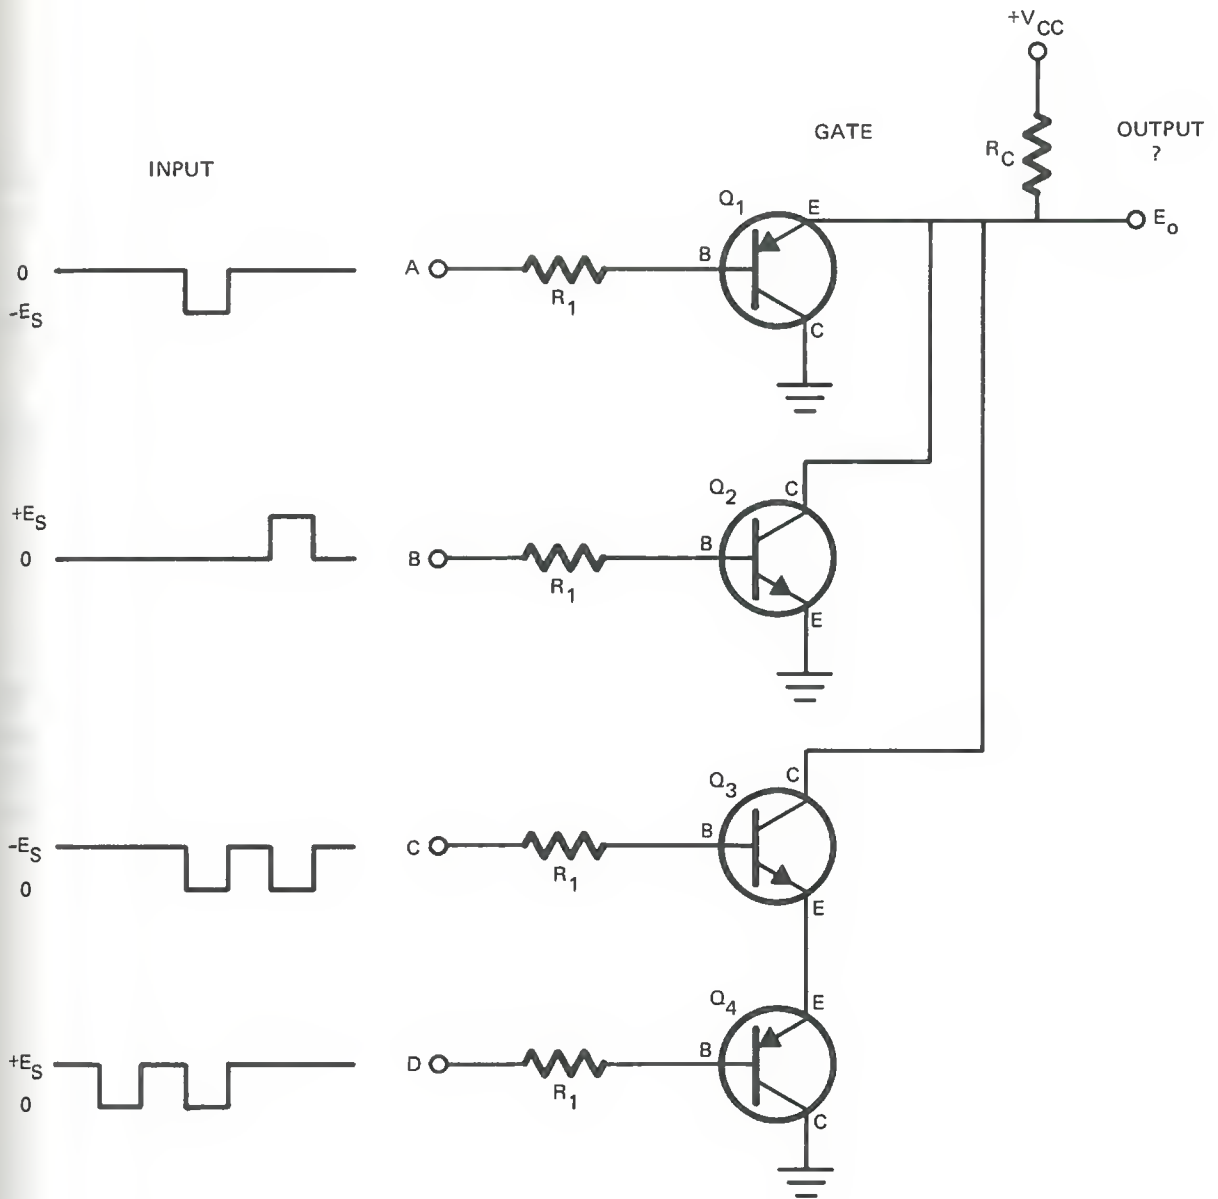 +VCC
GATE
RC
OUTPUT
?
INPUT
Q1
E
Eo
0
-ES
A
R1
B
C
+ES
0
B
R1
Q2
C
B
E
-ES
0
C
R1
Q3
C
B
E
+ES
0
D
R1
Q4
E
B
C